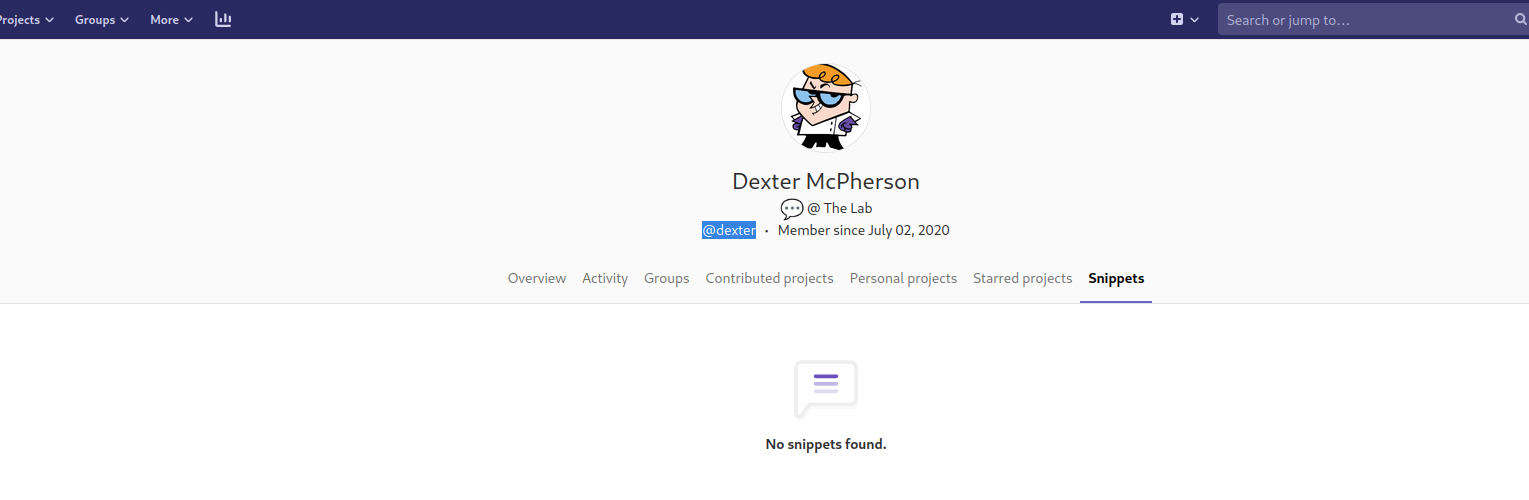 Projects Groups More Search or jump to...
Dexter McPherson
💬 @ The Lab
@dexter · Member since July 02, 2020
Overview Activity Groups Contributed projects Personal projects Starred projects Snippets
No snippets found.